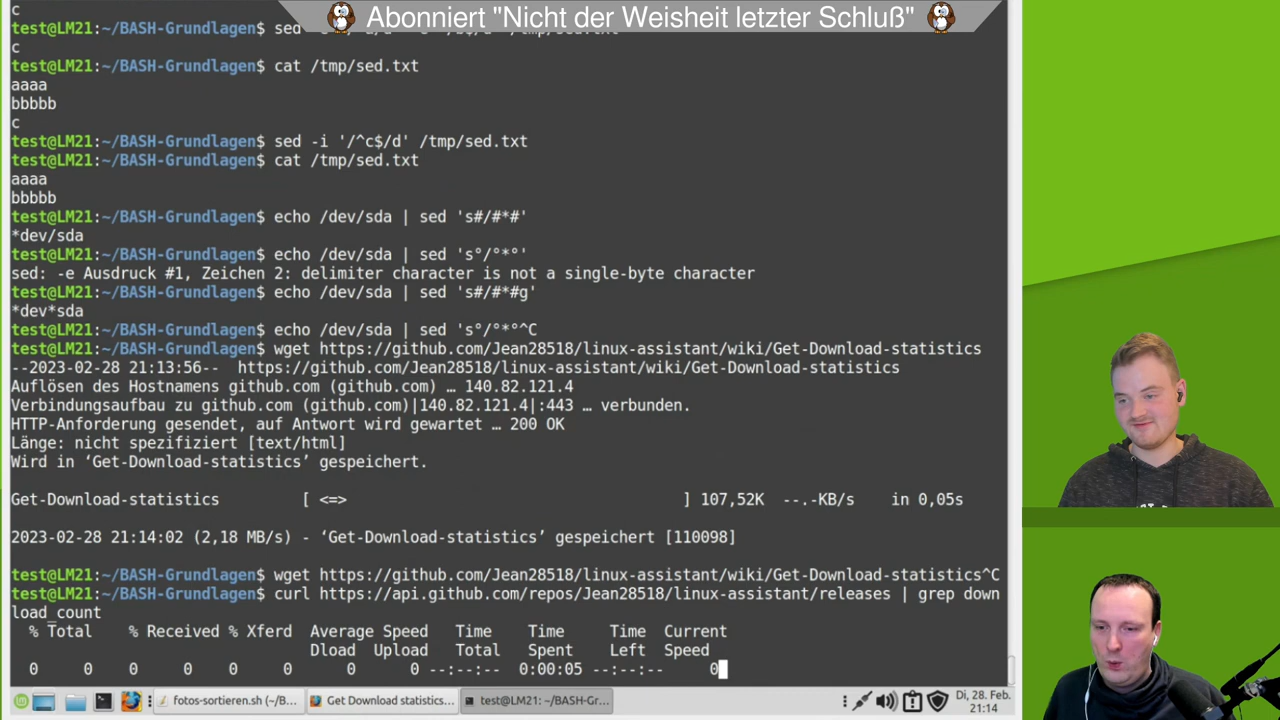 c
Abonniert "Nicht der Weisheit letzter Schluß"
test@LM21:~/BASH-Grundlagen$ sed
c
test@LM21:~/BASH-Grundlagen$ cat /tmp/sed.txt
aaaa
bbbbb
c
test@LM21:~/BASH-Grundlagen$ sed -i '/^c$/d' /tmp/sed.txt
test@LM21:~/BASH-Grundlagen$ cat /tmp/sed.txt
aaaa
bbbbb
test@LM21:~/BASH-Grundlagen$ echo /dev/sda | sed 's#/#*#'
*dev/sda
test@LM21:~/BASH-Grundlagen$ echo /dev/sda | sed 's°/°*°'
sed: -e Ausdruck #1, Zeichen 2: delimiter character is not a single-byte character
test@LM21:~/BASH-Grundlagen$ echo /dev/sda | sed 's#/#*#g'
*dev*sda
test@LM21:~/BASH-Grundlagen$ echo /dev/sda | sed 's°/°*°^C
test@LM21:~/BASH-Grundlagen$ wget https://github.com/Jean28518/linux-assistant/wiki/Get-Download-statistics
--2023-02-28 21:13:56--  https://github.com/Jean28518/linux-assistant/wiki/Get-Download-statistics
Auflösen des Hostnamens github.com (github.com) … 140.82.121.4
Verbindungsaufbau zu github.com (github.com)|140.82.121.4|:443 … verbunden.
HTTP-Anforderung gesendet, auf Antwort wird gewartet … 200 OK
Länge: nicht spezifiziert [text/html]
Wird in ‘Get-Download-statistics’ gespeichert.
Get-Download-statistics [ <=> ] 107,52K --.-KB/s in 0,05s
2023-02-28 21:14:02 (2,18 MB/s) - ‘Get-Download-statistics’ gespeichert [110098]
test@LM21:~/BASH-Grundlagen$ wget https://github.com/Jean28518/linux-assistant/wiki/Get-Download-statistics^C
test@LM21:~/BASH-Grundlagen$ curl https://api.github.com/repos/Jean28518/linux-assistant/releases | grep down
load_count
% Total % Received % Xferd Average Speed Time Time Time Current
Dload Upload Total Spent Left Speed
0 0 0 0 0 0 0 0 --:--:-- 0:00:05 --:--:-- 0
fotos-sortieren.sh (~/B... Get Download statistics... test@LM21: ~/BASH-Gr... Di, 28. Feb.
21:14